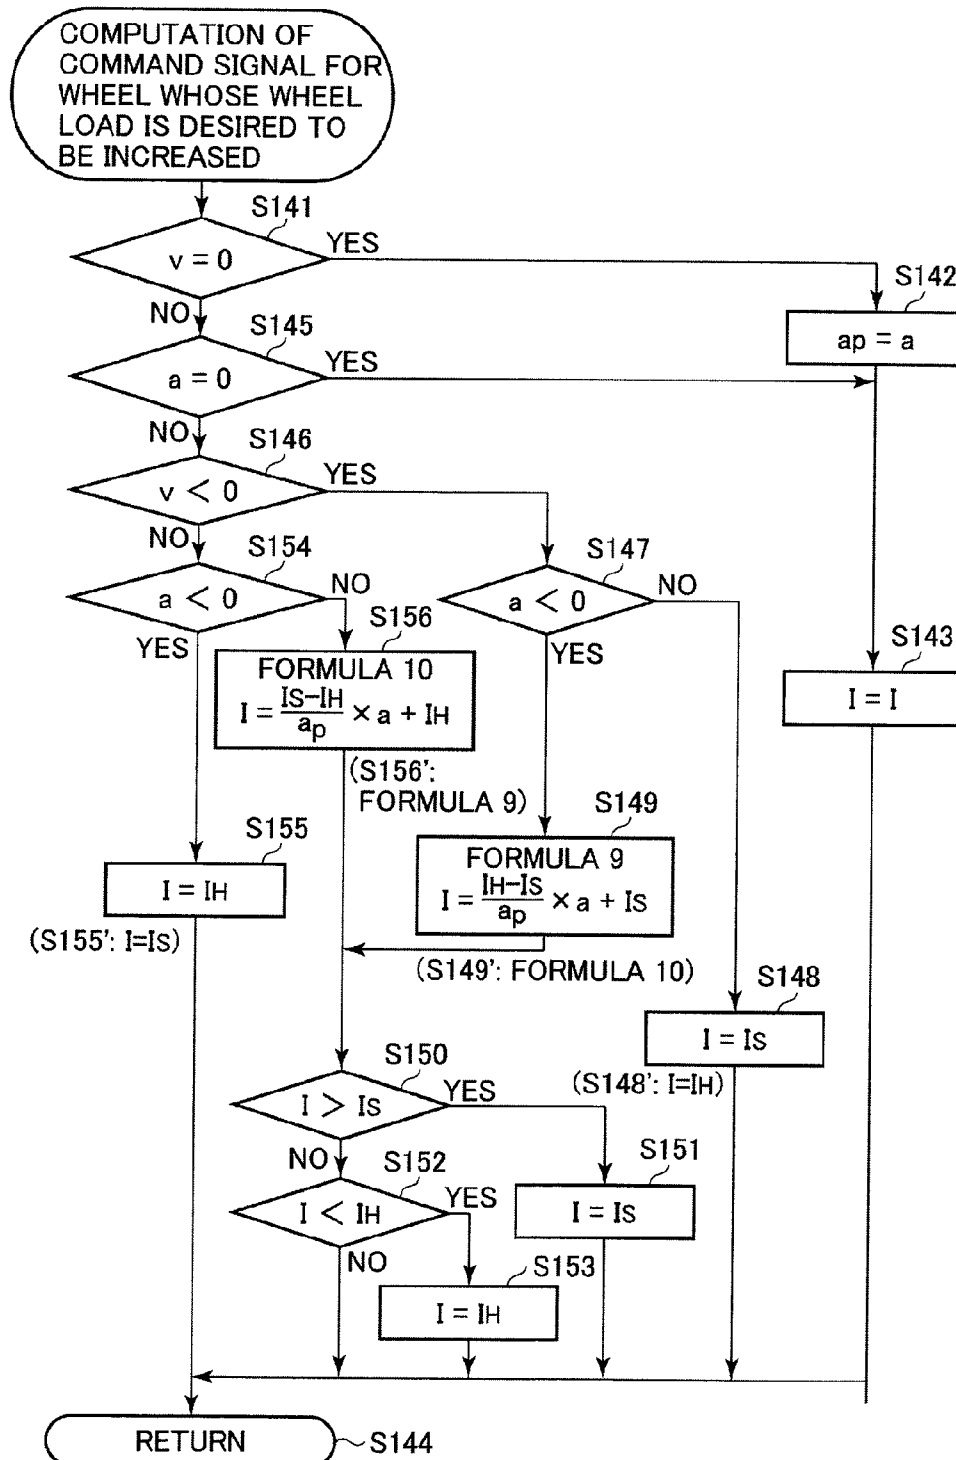 COMPUTATION OF
COMMAND SIGNAL FOR
WHEEL WHOSE WHEEL
LOAD IS DESIRED TO
BE INCREASED
S141
v = 0
YES
NO
S142
ap = a
S145
a = 0
YES
NO
S146
v < 0
YES
NO
S154
a < 0
NO
YES
S147
a < 0
NO
YES
S156
FORMULA 10
I = IS−IH / ap × a + IH
(S156':
FORMULA 9)
S143
I = I
S149
FORMULA 9
I = IH−IS / ap × a + IS
(S149': FORMULA 10)
S155
I = IH
(S155': I=IS)
S148
I = IS
(S148': I=IH)
S150
I > IS
YES
NO
S151
I = IS
S152
I < IH
YES
NO
S153
I = IH
RETURN
S144